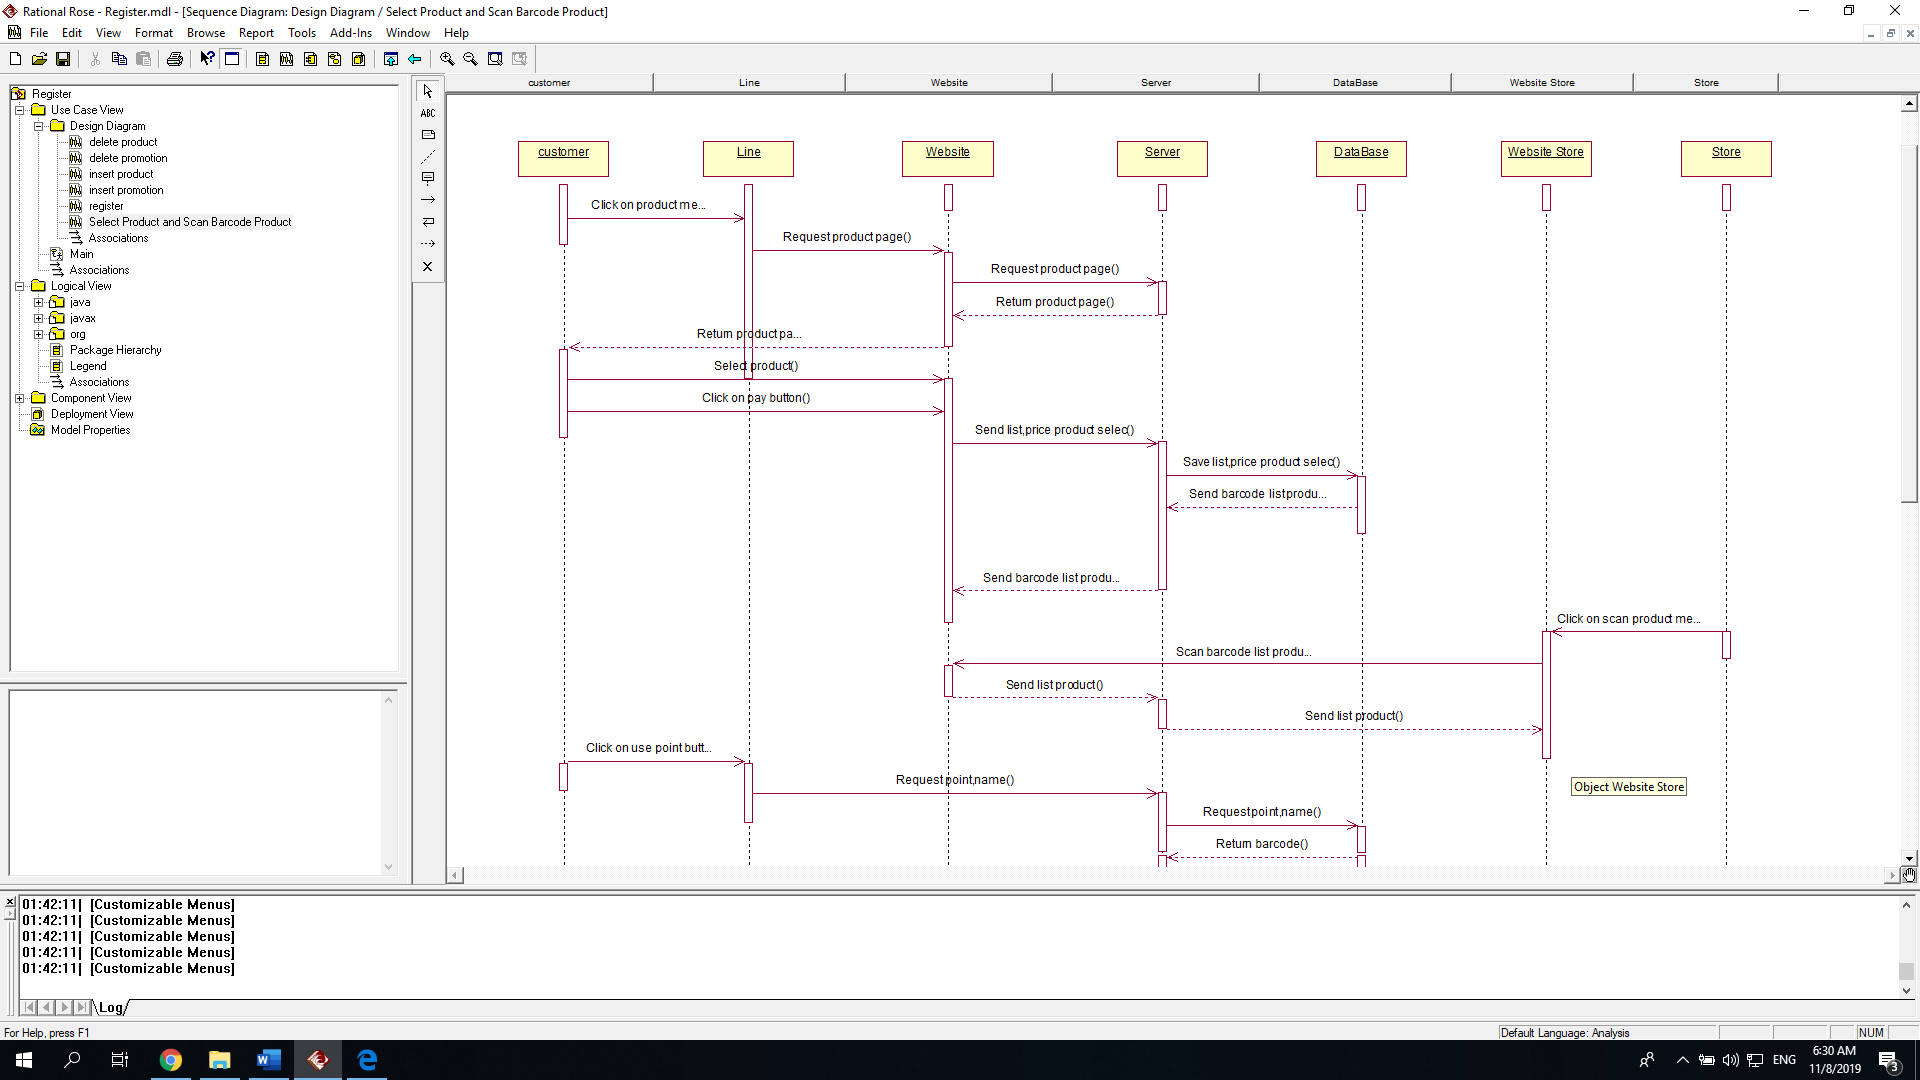 Rational Rose - Register.mdl - [Sequence Diagram: Design Diagram / Select Product and Scan Barcode Product]
File Edit View Format Browse Report Tools Add-Ins Window Help
customer Line Website Server DataBase Website Store Store
Register
Use Case View
Design Diagram
delete product
delete promotion
insert product
insert promotion
register
Select Product and Scan Barcode Product
Associations
Main
Associations
Logical View
java
javax
org
Package Hierarchy
Legend
Associations
Component View
Deployment View
Model Properties
ABC
customer Line Website Server DataBase Website Store Store
Click on product me...
Request product page()
Request product page()
Return product page()
Return product pa...
Select product()
Click on pay button()
Send list,price product selec()
Save list,price product selec()
Send barcode list produ...
Send barcode list produ...
Click on scan product me...
Scan barcode list produ...
Send list product()
Send list product()
Click on use point butt...
Request point,name()
Object Website Store
Request point,name()
Return barcode()
01:42:11| [Customizable Menus]
01:42:11| [Customizable Menus]
01:42:11| [Customizable Menus]
01:42:11| [Customizable Menus]
01:42:11| [Customizable Menus]
Log
For Help, press F1
Default Language: Analysis
NUM
ENG
6:30 AM
11/8/2019
3